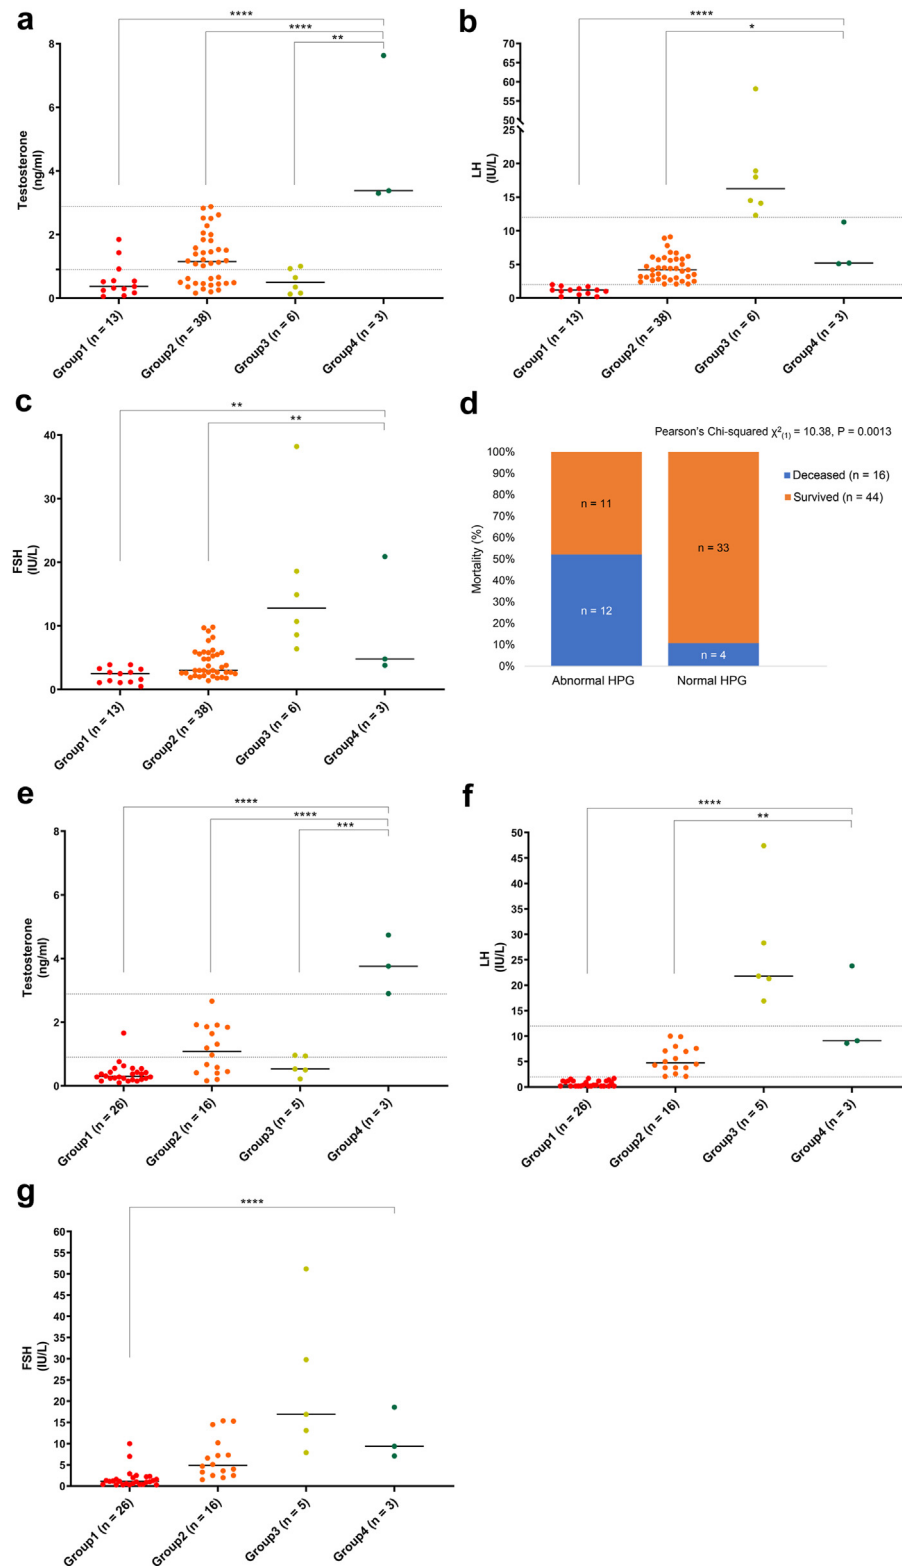 a
****
****
**
Testosterone
(ng/ml)
8
6
4
2
0
Group1 (n = 13)
Group2 (n = 38)
Group3 (n = 6)
Group4 (n = 3)
b
****
*
LH
(IU/L)
70
65
60
55
50
25
20
15
10
5
0
Group1 (n = 13)
Group2 (n = 38)
Group3 (n = 6)
Group4 (n = 3)
c
**
**
FSH
(IU/L)
40
30
20
10
0
Group1 (n = 13)
Group2 (n = 38)
Group3 (n = 6)
Group4 (n = 3)
d
Pearson's Chi-squared χ²(1) = 10.38, P = 0.0013
Mortality (%)
100%
90%
80%
70%
60%
50%
40%
30%
20%
10%
0%
n = 11
n = 12
n = 33
n = 4
Abnormal HPG
Normal HPG
Deceased (n = 16)
Survived (n = 44)
e
****
****
***
Testosterone
(ng/ml)
8
6
4
2
0
Group1 (n = 26)
Group2 (n = 16)
Group3 (n = 5)
Group4 (n = 3)
f
****
**
LH
(IU/L)
50
45
40
35
30
25
20
15
10
5
0
Group1 (n = 26)
Group2 (n = 16)
Group3 (n = 5)
Group4 (n = 3)
g
****
FSH
(IU/L)
60
55
50
45
40
35
30
25
20
15
10
5
0
Group1 (n = 26)
Group2 (n = 16)
Group3 (n = 5)
Group4 (n = 3)